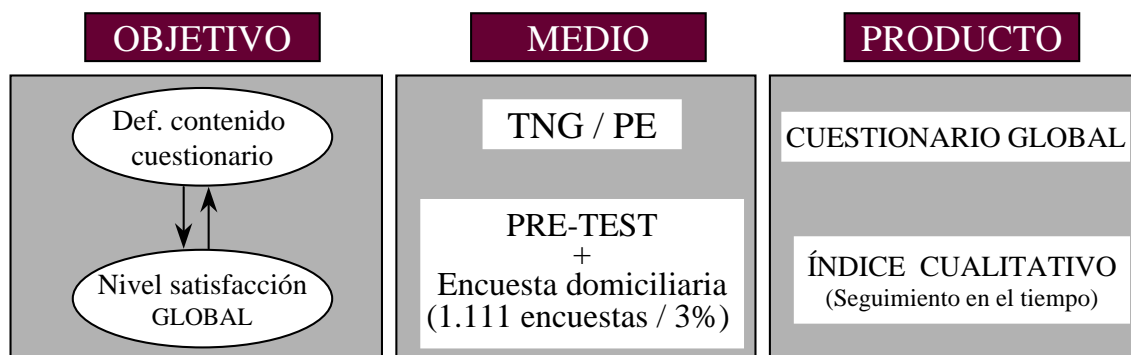 OBJETIVO
MEDIO
PRODUCTO
Def. contenido
cuestionario
Nivel satisfacción
GLOBAL
TNG / PE
PRE-TEST
+
Encuesta domiciliaria
(1.111 encuestas / 3%)
CUESTIONARIO GLOBAL
ÍNDICE CUALITATIVO
(Seguimiento en el tiempo)